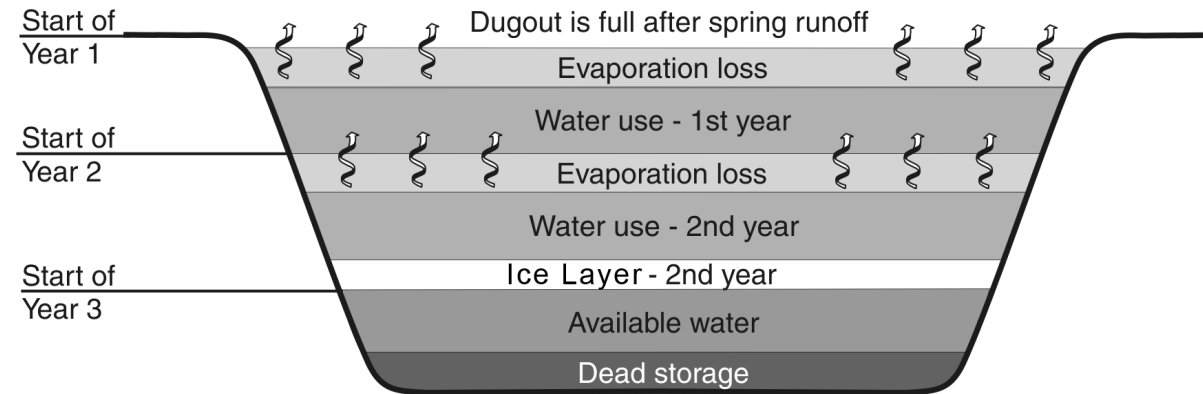 Start of
Year 1
Dugout is full after spring runoff
Evaporation loss
Water use - 1st year
Start of
Year 2
Evaporation loss
Water use - 2nd year
Ice Layer - 2nd year
Start of
Year 3
Available water
Dead storage